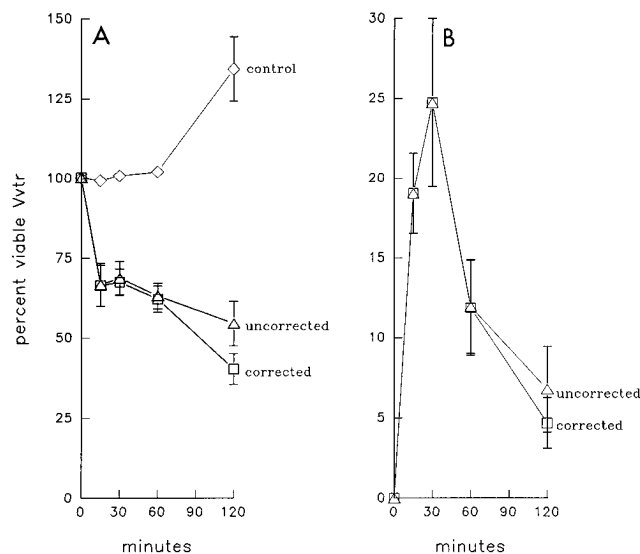 A
B
percent viable Vvtr
150
125
100
75
50
25
0
control
uncorrected
corrected
0 30 60 90 120
minutes
30
25
20
15
10
5
0
uncorrected
corrected
0 30 60 90 120
minutes